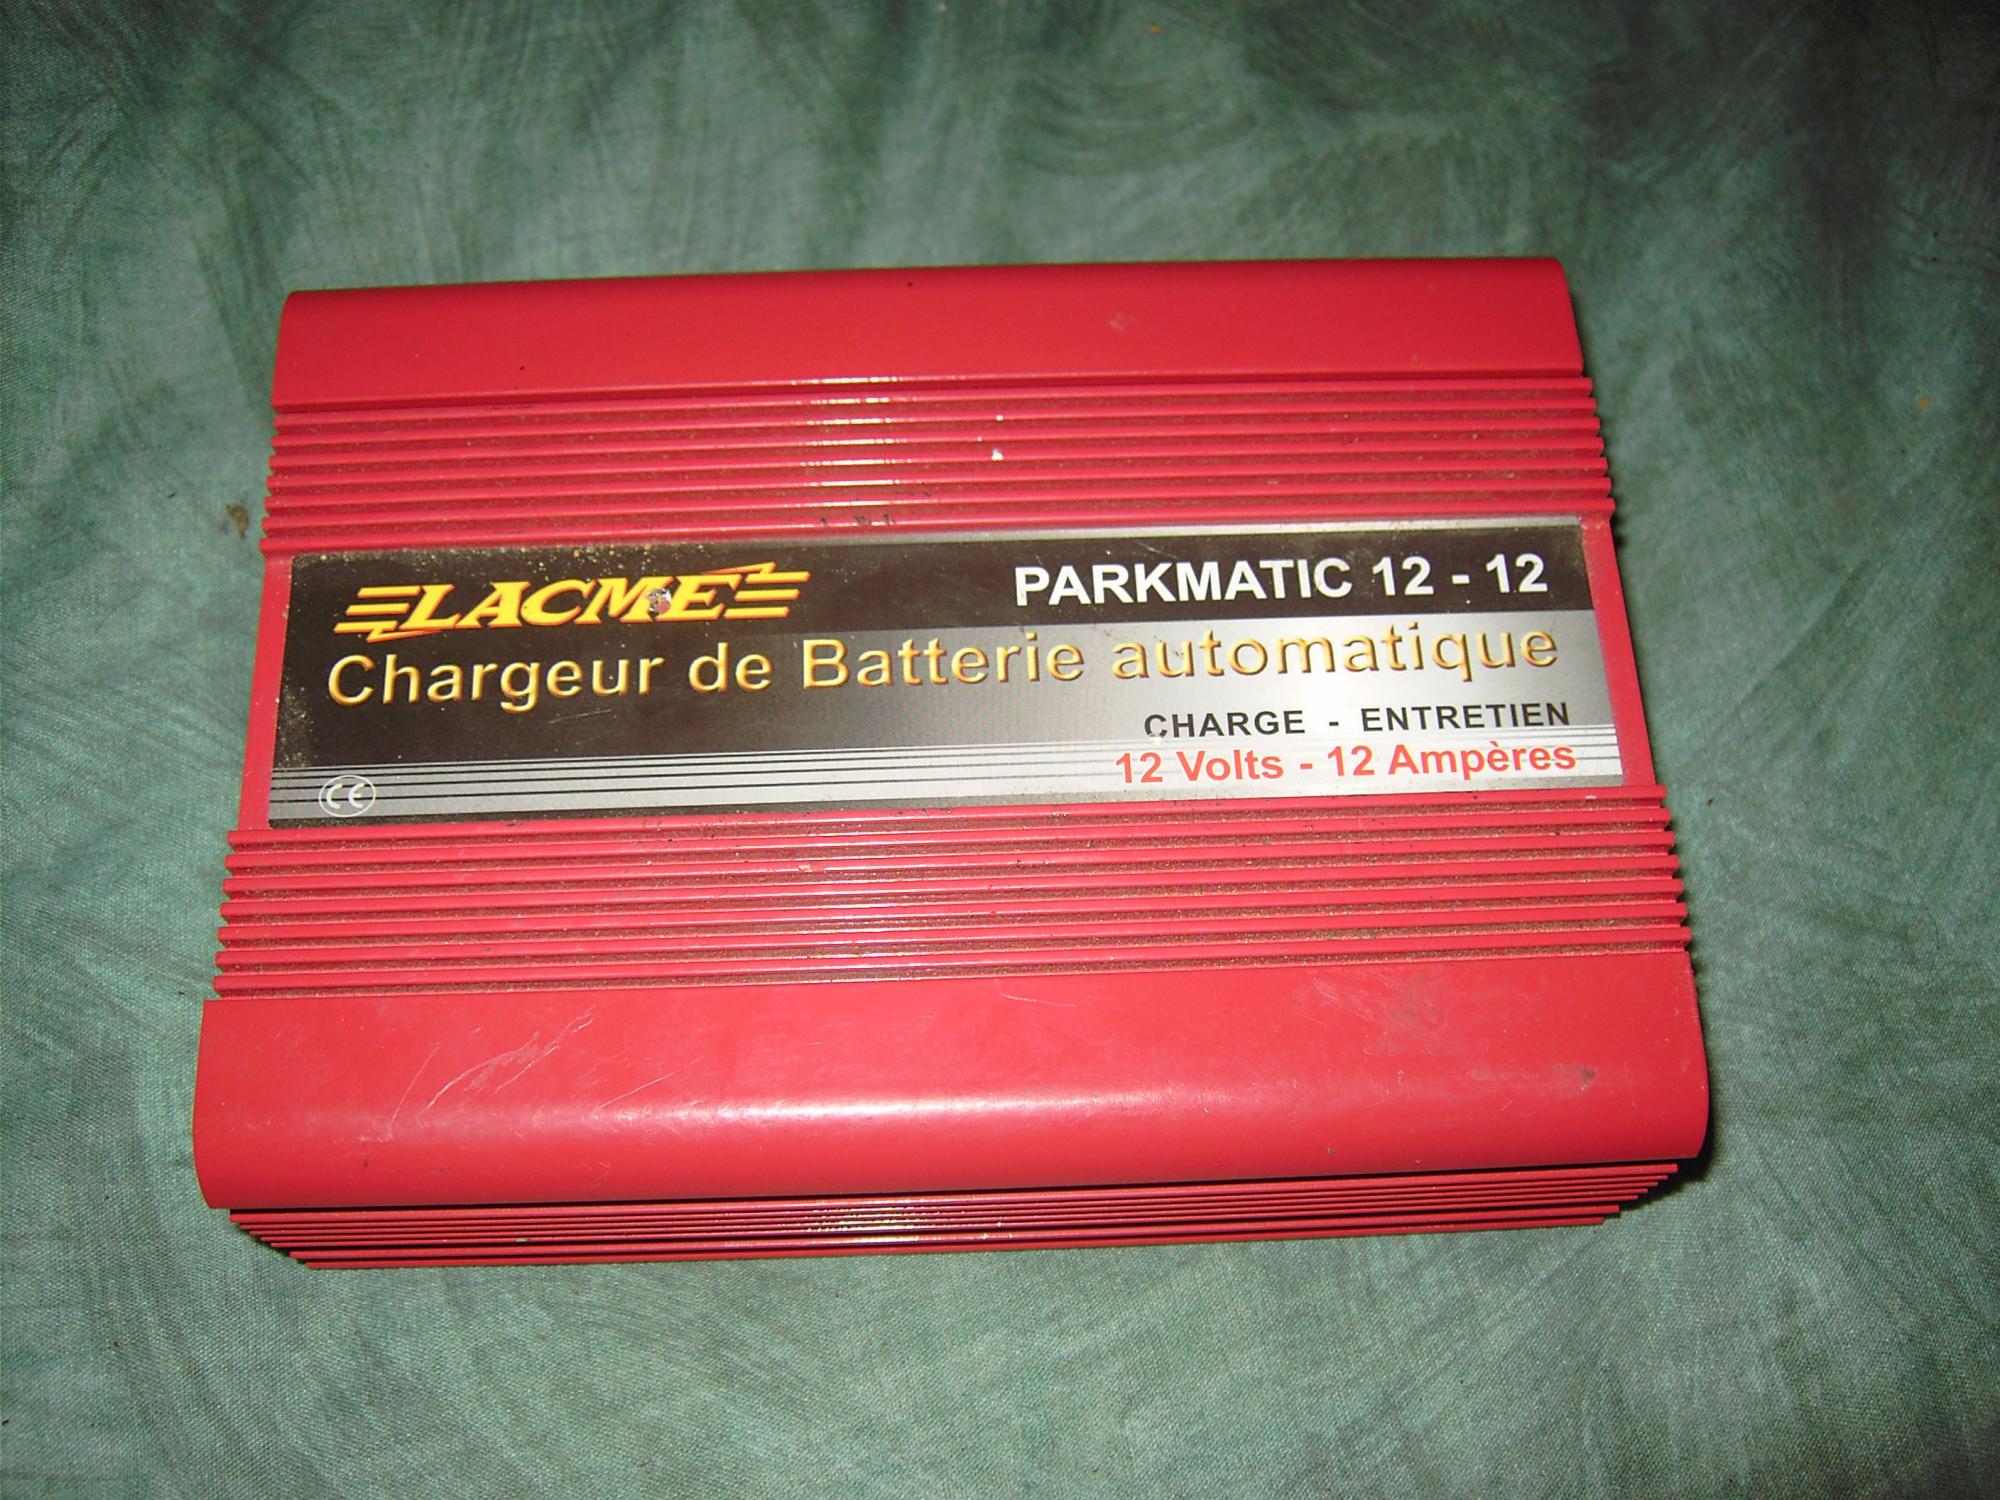 LACME
PARKMATIC 12 - 12
Chargeur de Batterie automatique
CHARGE - ENTRETIEN
12 Volts - 12 Ampères
CE